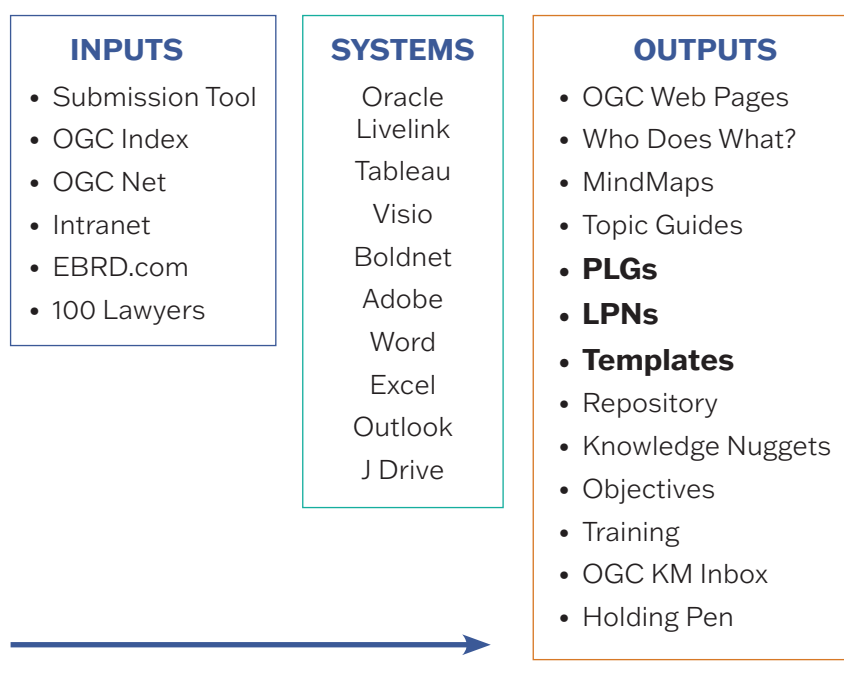 INPUTS
• Submission Tool
• OGC Index
• OGC Net
• Intranet
• EBRD.com
• 100 Lawyers
SYSTEMS
Oracle
Livelink
Tableau
Visio
Boldnet
Adobe
Word
Excel
Outlook
J Drive
OUTPUTS
• OGC Web Pages
• Who Does What?
• MindMaps
• Topic Guides
• PLGs
• LPNs
• Templates
• Repository
• Knowledge Nuggets
• Objectives
• Training
• OGC KM Inbox
• Holding Pen